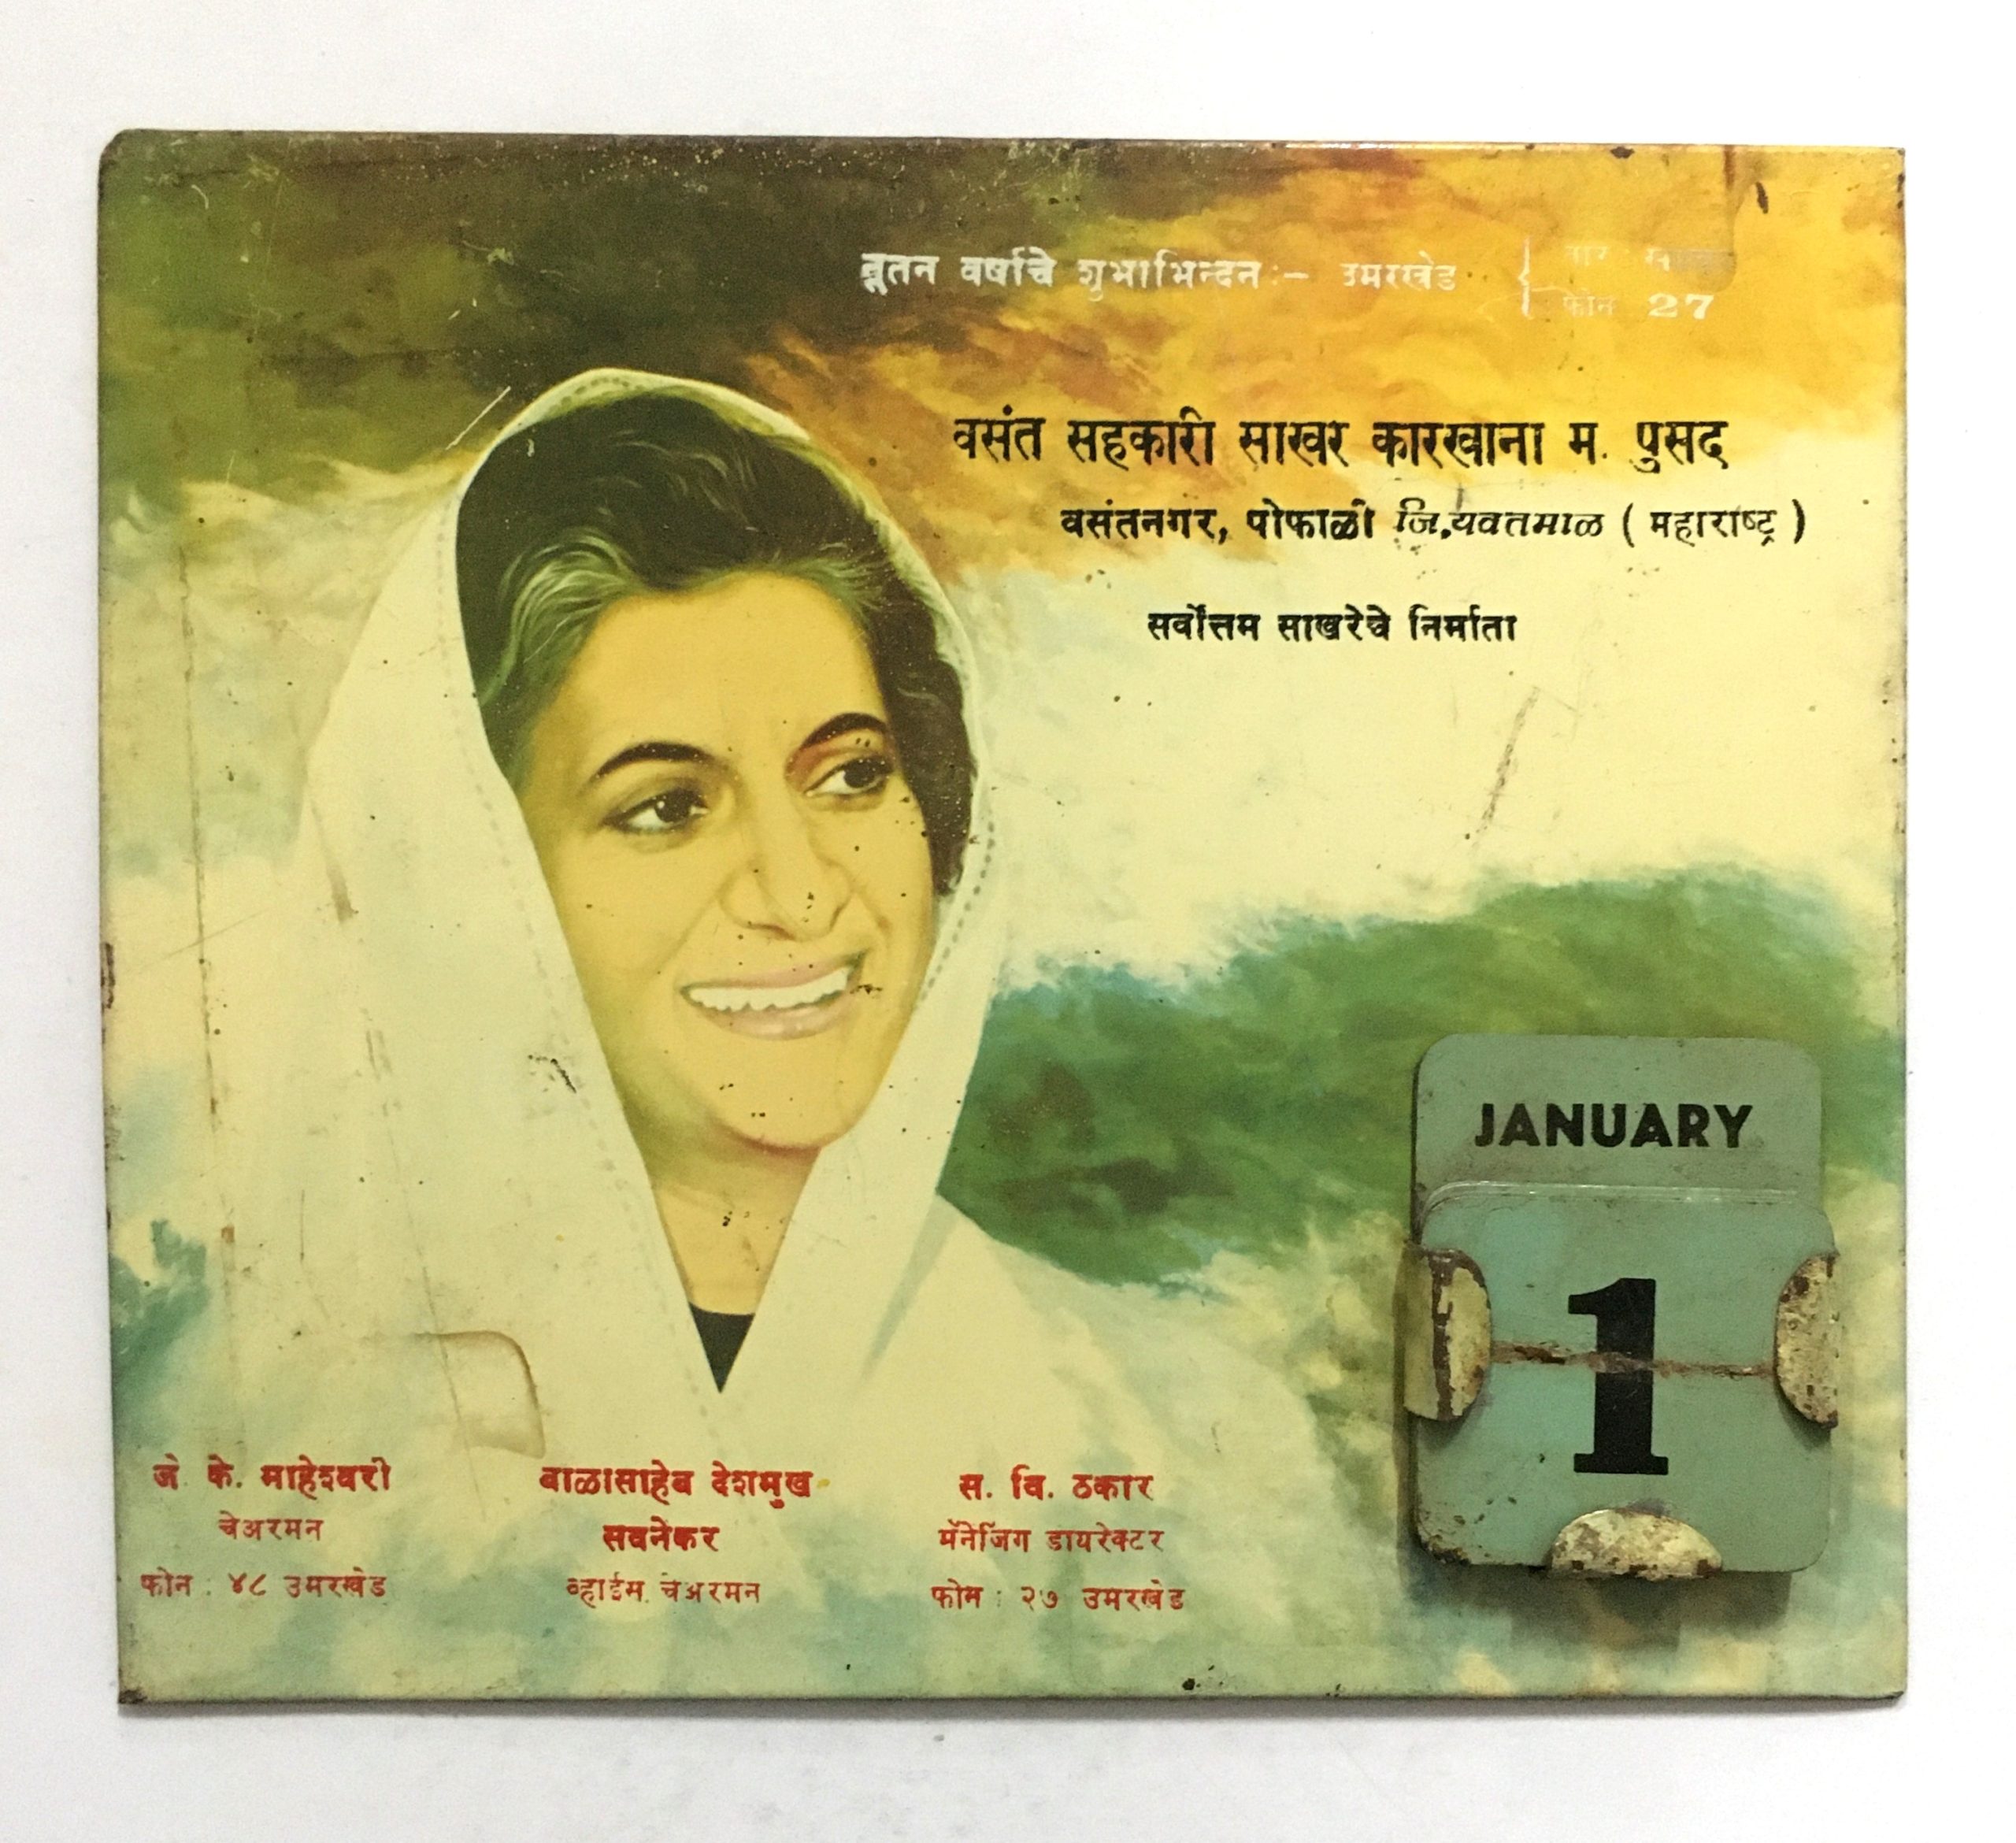 नूतन वर्षाचे शुभाभिन्दन :- उमरखेड { तार
फोन 27
वसंत सहकारी साखर कारखाना म. पुसद
वसंतनगर, पोफाळी जि.यवतमाळ ( महाराष्ट्र )
सर्वोत्तम साखरेचे निर्माता
JANUARY
1
जे के. माहेश्वरी
चेअरमन
फोन : ४८ उमरखेड
बाळासाहेब देशमुख
सवनेकर
व्हाईस चेअरमन
स. वि. ठकार
मॅनेजिंग डायरेक्टर
फोन : २७ उमरखेड